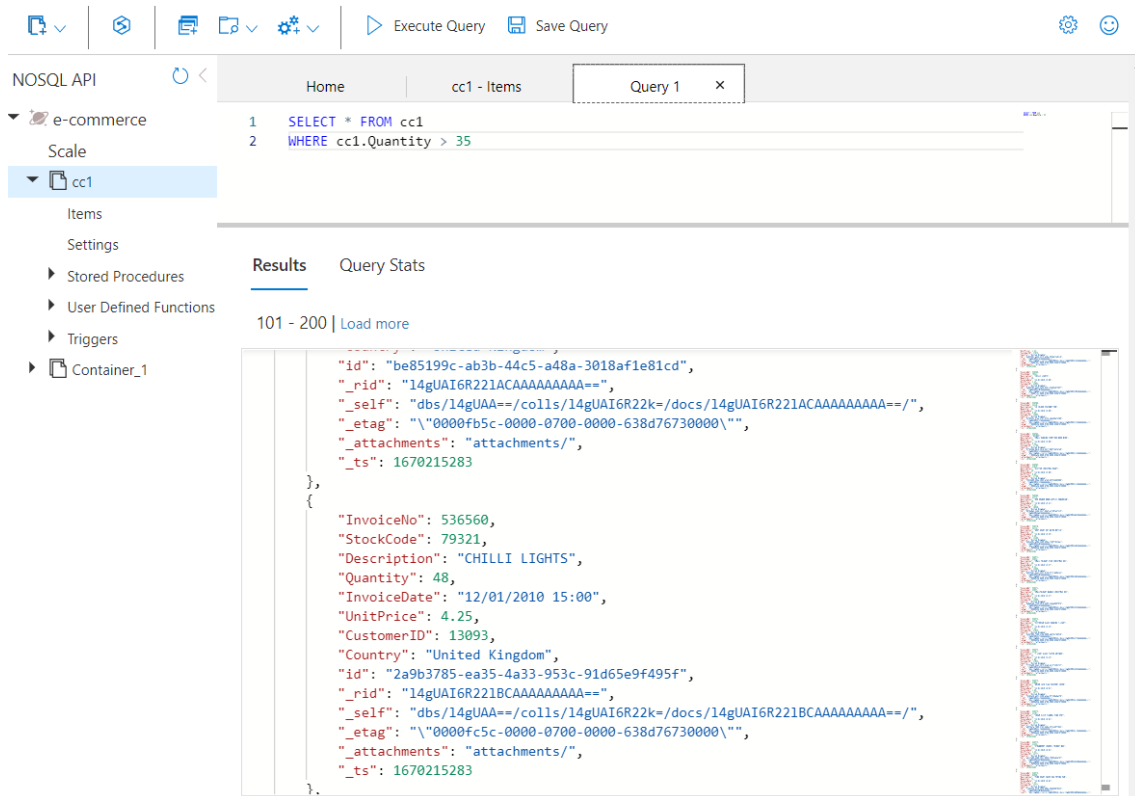 Execute Query
Save Query
NOSQL API
Home
cc1 - Items
Query 1
e-commerce
Scale
cc1
Items
Settings
Stored Procedures
User Defined Functions
Triggers
Container_1
1 SELECT * FROM cc1
2 WHERE cc1.Quantity > 35
Results
Query Stats
101 - 200 | Load more
"id": "be85199c-ab3b-44c5-a48a-3018af1e81cd",
"_rid": "l4gUAI6R22lACAAAAAAAAA==",
"_self": "dbs/l4gUAA==/colls/l4gUAI6R22k=/docs/l4gUAI6R22lACAAAAAAAAA==/",
"_etag": "\"0000fb5c-0000-0700-0000-638d76730000\"",
"_attachments": "attachments/",
"_ts": 1670215283
},
{
"InvoiceNo": 536560,
"StockCode": 79321,
"Description": "CHILLI LIGHTS",
"Quantity": 48,
"InvoiceDate": "12/01/2010 15:00",
"UnitPrice": 4.25,
"CustomerID": 13093,
"Country": "United Kingdom",
"id": "2a9b3785-ea35-4a33-953c-91d65e9f495f",
"_rid": "l4gUAI6R22lBCAAAAAAAAA==",
"_self": "dbs/l4gUAA==/colls/l4gUAI6R22k=/docs/l4gUAI6R22lBCAAAAAAAAA==/",
"_etag": "\"0000fc5c-0000-0700-0000-638d76730000\"",
"_attachments": "attachments/",
"_ts": 1670215283
},